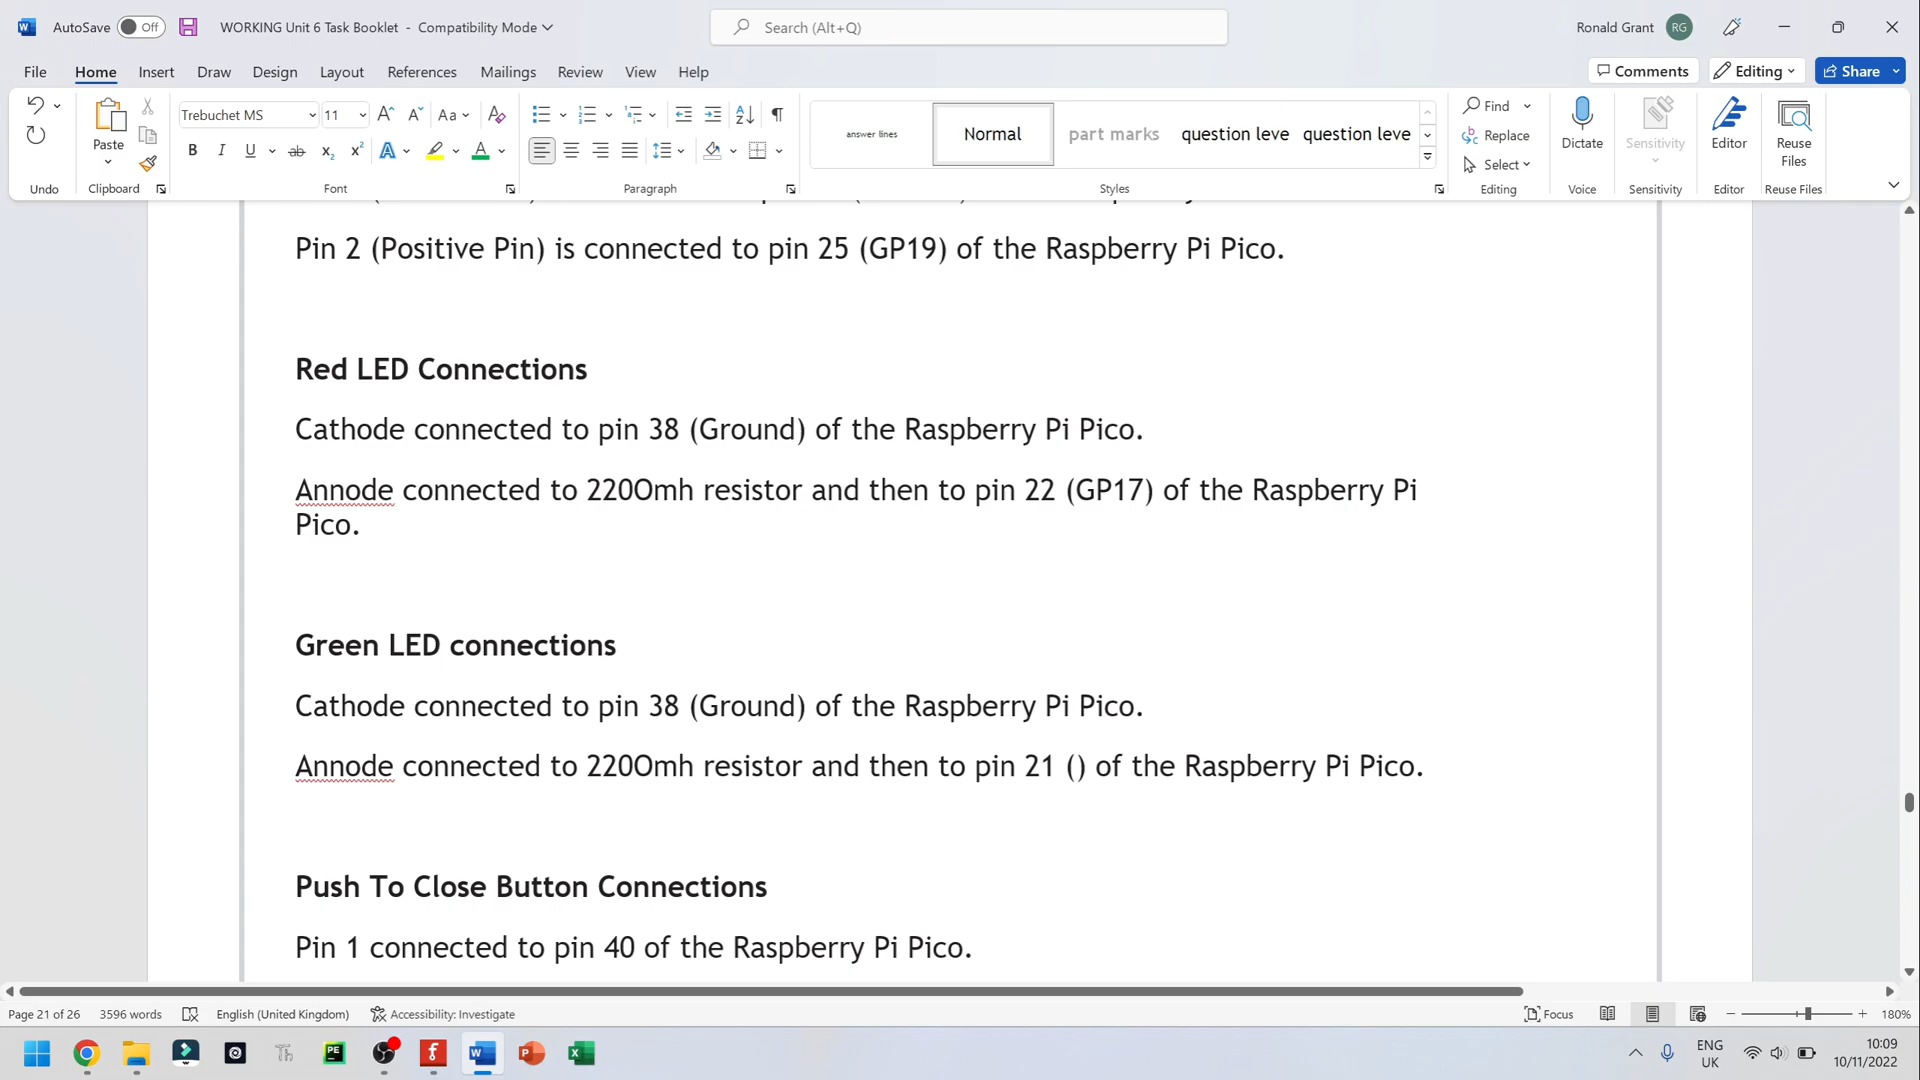 AutoSave Off WORKING Unit 6 Task Booklet - Compatibility Mode Search (Alt+Q) Ronald Grant RG
File Home Insert Draw Design Layout References Mailings Review View Help Comments Editing Share
Undo
Paste
Clipboard
Trebuchet MS 11
Font
Paragraph
answer lines Normal part marks question leve question leve
Styles
Find
Replace
Select
Editing
Dictate
Voice
Sensitivity
Sensitivity
Editor
Editor
Reuse Files
Reuse Files
Pin 2 (Positive Pin) is connected to pin 25 (GP19) of the Raspberry Pi Pico.
Red LED Connections
Cathode connected to pin 38 (Ground) of the Raspberry Pi Pico.
Annode connected to 220Omh resistor and then to pin 22 (GP17) of the Raspberry Pi
Pico.
Green LED connections
Cathode connected to pin 38 (Ground) of the Raspberry Pi Pico.
Annode connected to 220Omh resistor and then to pin 21 () of the Raspberry Pi Pico.
Push To Close Button Connections
Pin 1 connected to pin 40 of the Raspberry Pi Pico.
Page 21 of 26 3596 words English (United Kingdom) Accessibility: Investigate Focus 180%
ENG
UK
10:09
10/11/2022